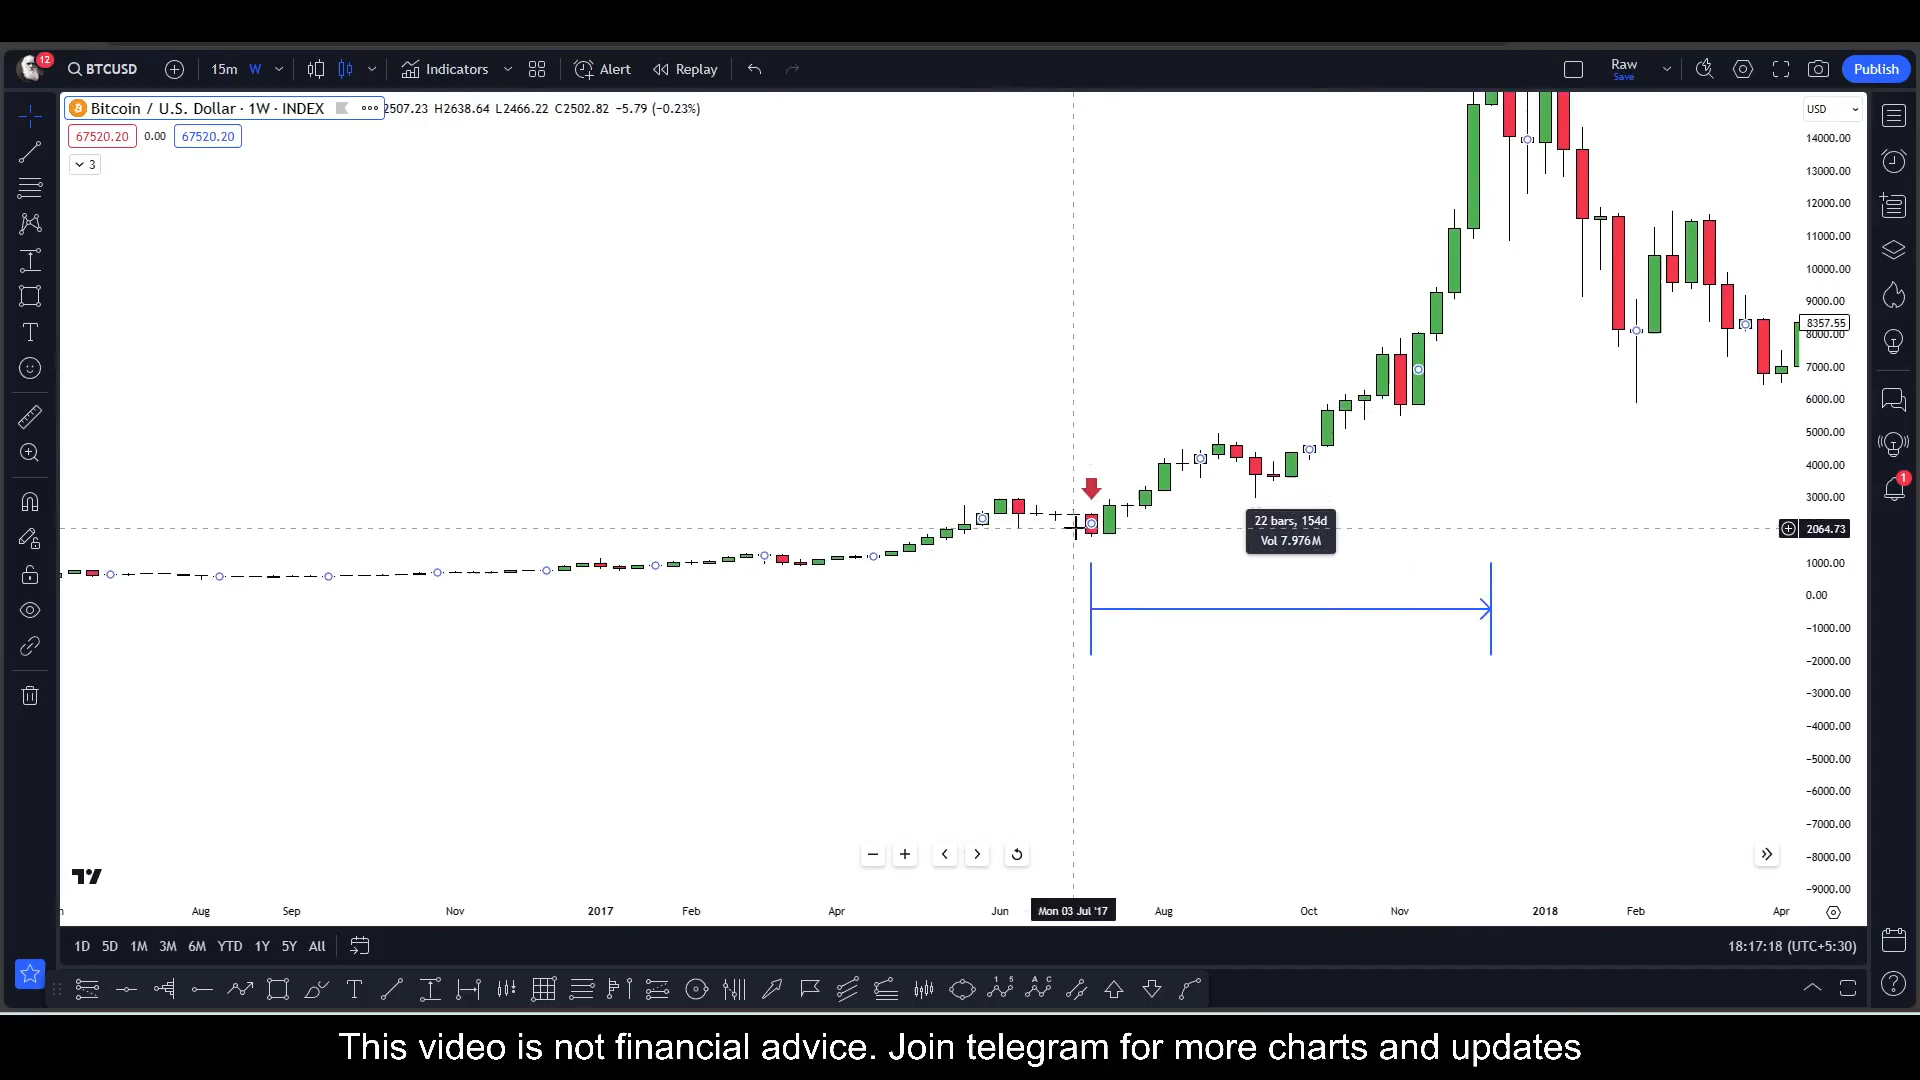 12
BTCUSD
15m W
Indicators
Alert
Replay
Raw
Save
Publish
Bitcoin / U.S. Dollar · 1W · INDEX
2507.23 H2638.64 L2466.22 C2502.82 −5.79 (−0.23%)
USD
67520.20 0.00 67520.20
3
14000.00
13000.00
12000.00
11000.00
10000.00
9000.00
8357.55
8000.00
7000.00
6000.00
5000.00
4000.00
3000.00
1
22 bars, 154d
Vol 7.976M
2064.73
1000.00
0.00
−1000.00
−2000.00
−3000.00
−4000.00
−5000.00
−6000.00
−7000.00
−8000.00
−9000.00
Aug Sep Nov 2017 Feb Apr Jun Mon 03 Jul '17 Aug Oct Nov 2018 Feb Apr
1D 5D 1M 3M 6M YTD 1Y 5Y All
18:17:18 (UTC+5:30)
This video is not financial advice. Join telegram for more charts and updates